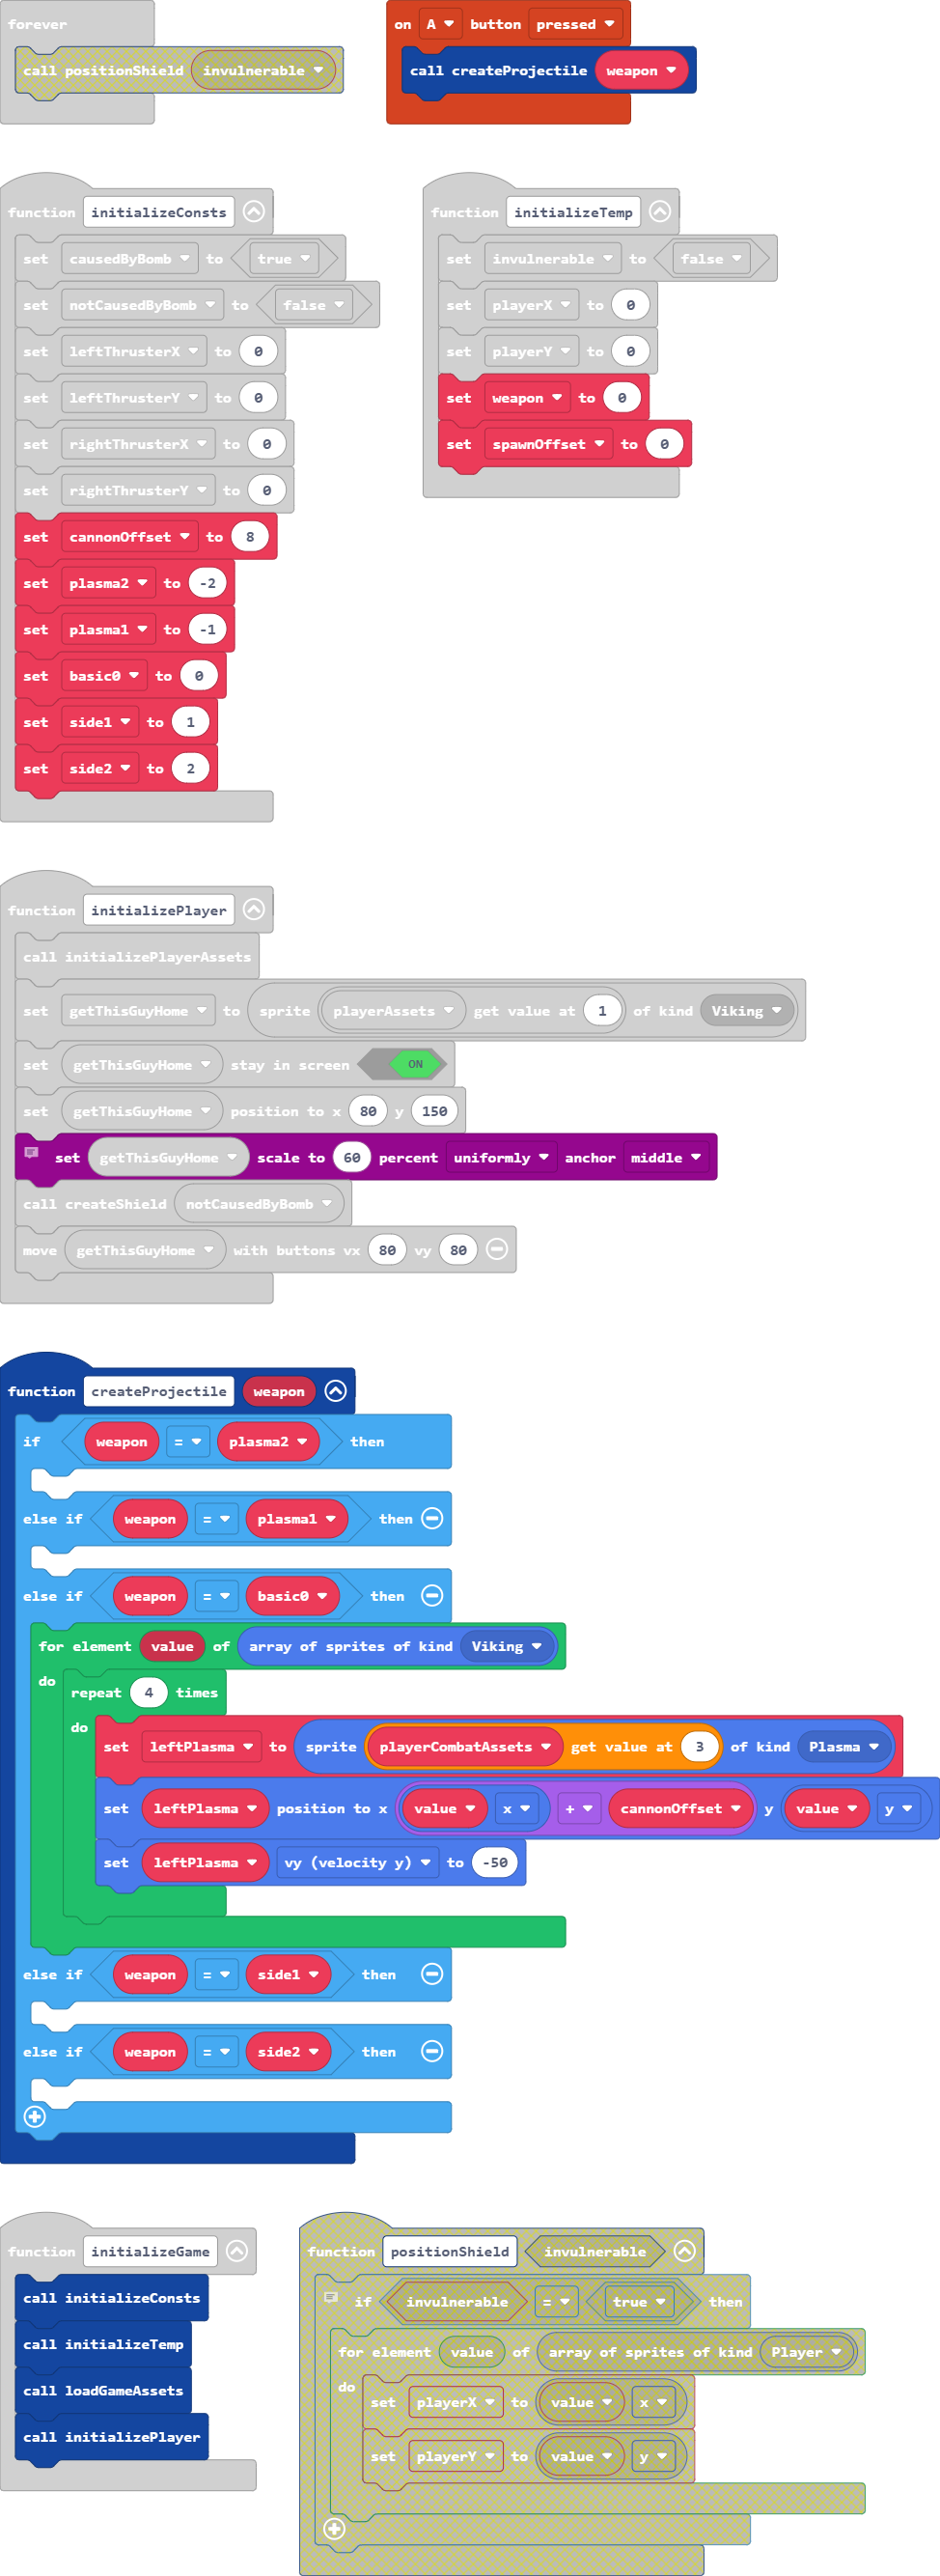 forever
call positionShield invulnerable
on A button pressed
call createProjectile weapon
function initializeConsts
set causedByBomb to true
set notCausedByBomb to false
set leftThrusterX to 0
set leftThrusterY to 0
set rightThrusterX to 0
set rightThrusterY to 0
set cannonOffset to 8
set plasma2 to -2
set plasma1 to -1
set basic0 to 0
set side1 to 1
set side2 to 2
function initializeTemp
set invulnerable to false
set playerX to 0
set playerY to 0
set weapon to 0
set spawnOffset to 0
function initializePlayer
call initializePlayerAssets
set getThisGuyHome to sprite playerAssets get value at 1 of kind Viking
set getThisGuyHome stay in screen ON
set getThisGuyHome position to x 80 y 150
set getThisGuyHome scale to 60 percent uniformly anchor middle
call createShield notCausedByBomb
move getThisGuyHome with buttons vx 80 vy 80
function createProjectile weapon
if weapon = plasma2 then
else if weapon = plasma1 then
else if weapon = basic0 then
for element value of array of sprites of kind Viking
do
repeat 4 times
do
set leftPlasma to sprite playerCombatAssets get value at 3 of kind Plasma
set leftPlasma position to x value x + cannonOffset y value y
set leftPlasma vy (velocity y) to -50
else if weapon = side1 then
else if weapon = side2 then
function initializeGame
call initializeConsts
call initializeTemp
call loadGameAssets
call initializePlayer
function positionShield invulnerable
if invulnerable = true then
for element value of array of sprites of kind Player
do
set playerX to value x
set playerY to value y